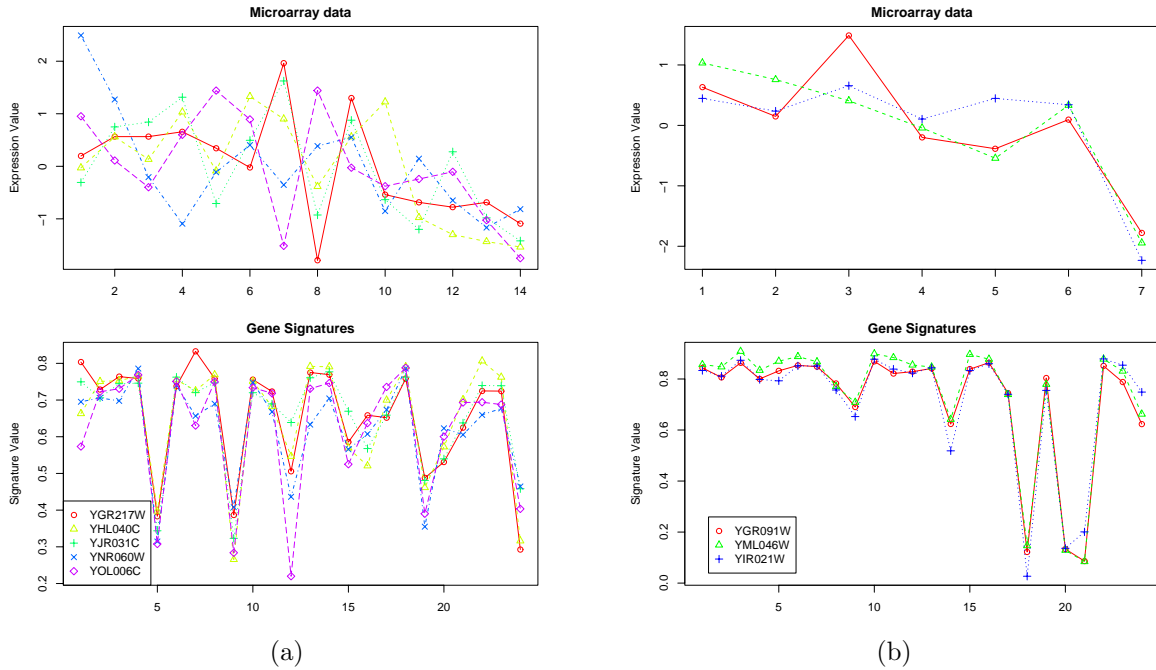 Microarray data
Expression Value
2
1
0
−1
2 4 6 8 10 12 14
Gene Signatures
Signature Value
0.8
0.7
0.6
0.5
0.4
0.3
0.2
YGR217W
YHL040C
YJR031C
YNR060W
YOL006C
5 10 15 20
(a)
Microarray data
Expression Value
1
0
−1
−2
1 2 3 4 5 6 7
Gene Signatures
Signature Value
0.8
0.6
0.4
0.2
0.0
YGR091W
YML046W
YIR021W
5 10 15 20
(b)